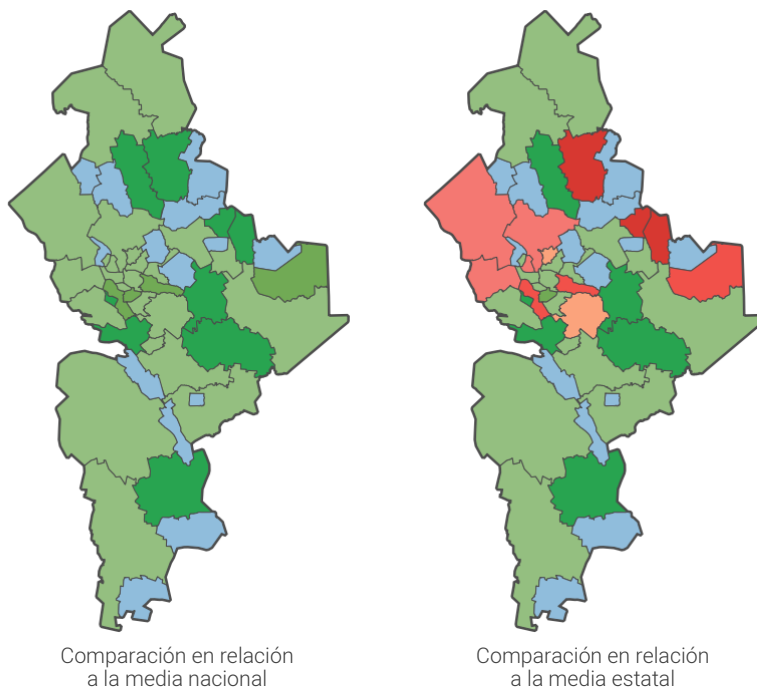 Comparación en relación
a la media nacional
Comparación en relación
a la media estatal